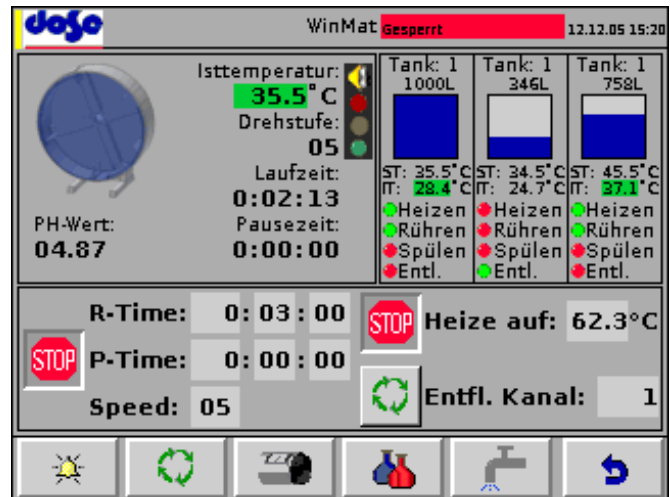 dose
WinMat
Gesperrt
12.12.05 15:20
Isttemperatur:
35.5°C
Drehstufe:
05
Laufzeit:
0:02:13
Pausezeit:
0:00:00
PH-Wert:
04.87
Tank: 1
1000L
ST: 35.5°C
IT: 28.4°C
Heizen
Rühren
Spülen
Entl.
Tank: 1
346L
ST: 34.5°C
IT: 24.7°C
Heizen
Rühren
Spülen
Entl.
Tank: 1
758L
ST: 45.5°C
IT: 37.1°C
Heizen
Rühren
Spülen
Entl.
STOP
R-Time: 0: 03: 00
P-Time: 0: 00: 00
Speed: 05
STOP
Heize auf: 62.3°C
Entfl. Kanal: 1